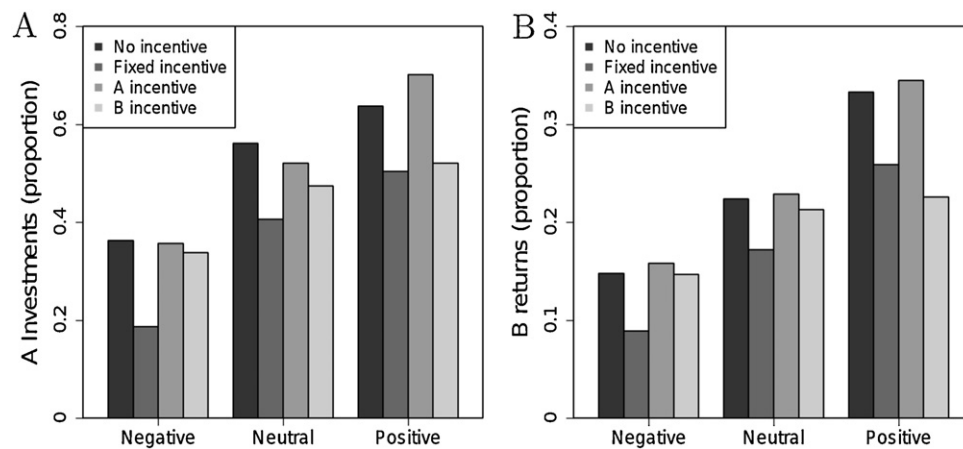 A
A Investments (proportion)
0.8
0.6
0.4
0.2
0
No incentive
Fixed incentive
A incentive
B incentive
Negative
Neutral
Positive
B
B returns (proportion)
0.4
0.3
0.2
0.1
0
No incentive
Fixed incentive
A incentive
B incentive
Negative
Neutral
Positive